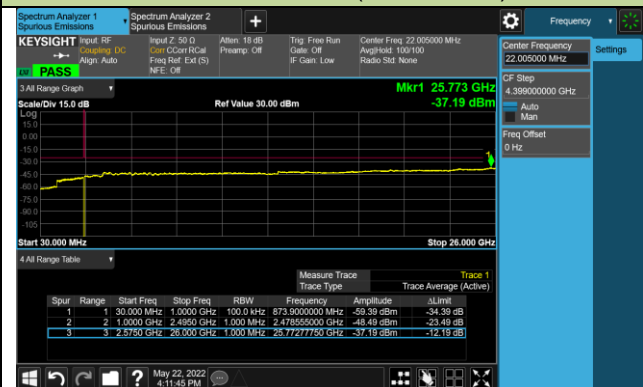 Spectrum Analyzer 1
Spurious Emissions
Spectrum Analyzer 2
Spurious Emissions
+
Frequency
KEYSIGHT
Input: RF
Coupling: DC
Align: Auto
Input Z: 50 Ω
Corr CCorr RCal
Freq Ref: Ext (S)
NFE: Off
Atten: 18 dB
Preamp: Off
Trig: Free Run
Gate: Off
IF Gain: Low
Center Freq: 22.005000 MHz
Avg|Hold: 100/100
Radio Std: None
PASS
Center Frequency
22.005000 MHz
Settings
CF Step
4.399000000 GHz
Auto
Man
Freq Offset
0 Hz
3 All Range Graph
Mkr1 25.773 GHz
-37.19 dBm
Scale/Div 15.0 dB
Ref Value 30.00 dBm
Log
15.0
0.00
-15.0
-30.0
-45.0
-60.0
-75.0
-90.0
-105
1
Start 30.000 MHz
Stop 26.000 GHz
4 All Range Table
Measure Trace Trace 1
Trace Type Trace Average (Active)
Spur Range Start Freq Stop Freq RBW Frequency Amplitude ΔLimit
1 1 30.000 MHz 1.0000 GHz 100.0 kHz 873.9000000 MHz -59.39 dBm -34.39 dB
2 2 1.0000 GHz 2.4950 GHz 1.000 MHz 2.478555000 GHz -48.49 dBm -23.49 dB
3 3 2.5750 GHz 26.000 GHz 1.000 MHz 25.77277750 GHz -37.19 dBm -12.19 dB
?
May 22, 2022
4:11:45 PM